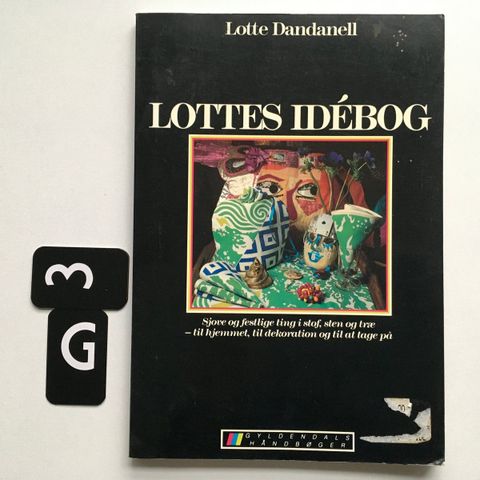 Lotte Dandanell
LOTTES IDÉBOG
Sjove og festlige ting i stof, sten og træ
– til hjemmet, til dekoration og til at tage på
GYLDENDALS
HÅNDBØGER
3
G